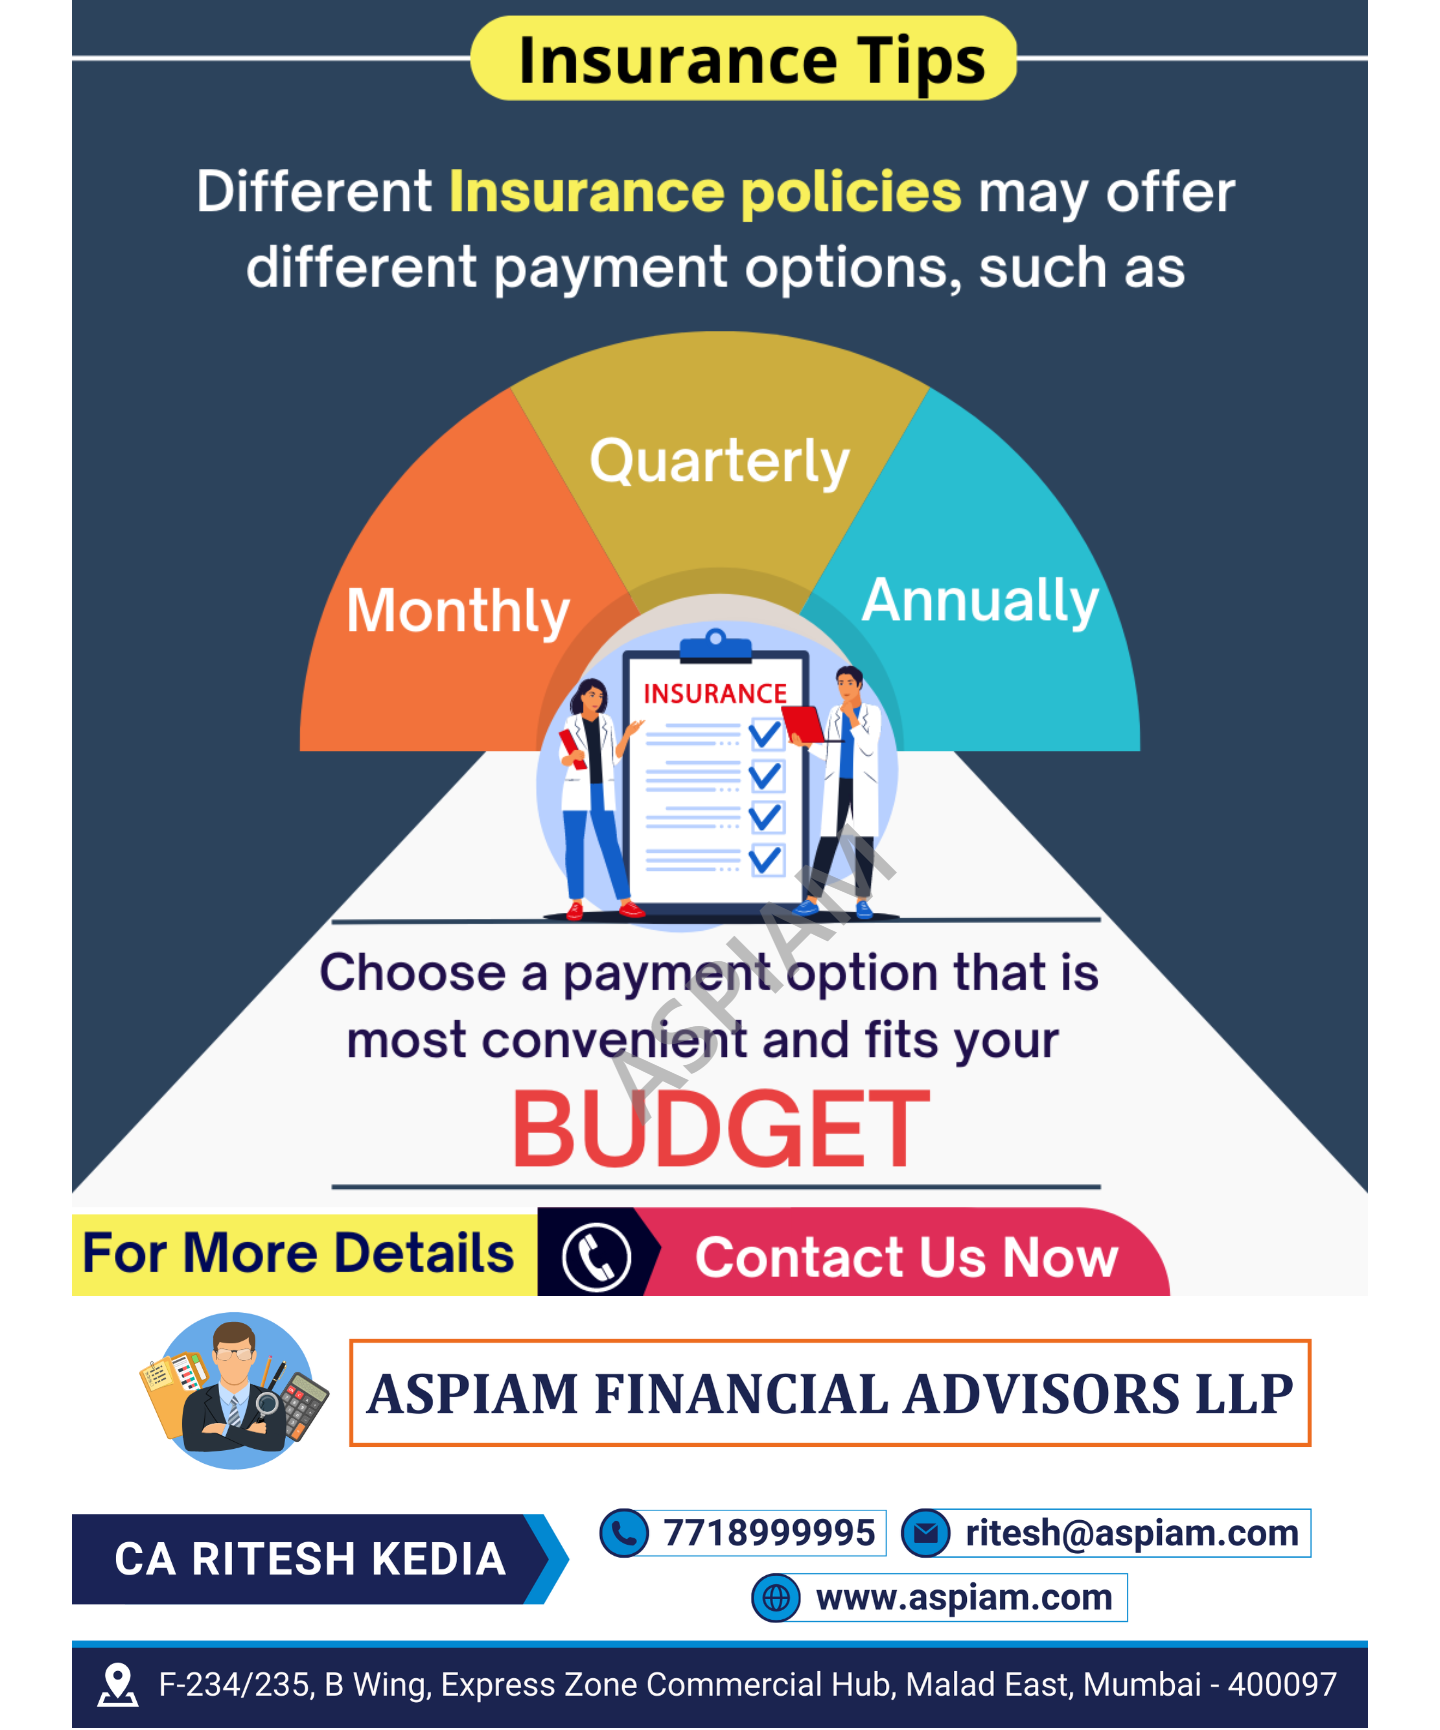 Insurance Tips
Different Insurance policies may offer
different payment options, such as
Quarterly
Monthly
Annually
INSURANCE
Choose a payment option that is
most convenient and fits your
BUDGET
ASPIAM
For More Details
Contact Us Now
ASPIAM FINANCIAL ADVISORS LLP
CA RITESH KEDIA
7718999995
ritesh@aspiam.com
www.aspiam.com
F-234/235, B Wing, Express Zone Commercial Hub, Malad East, Mumbai - 400097